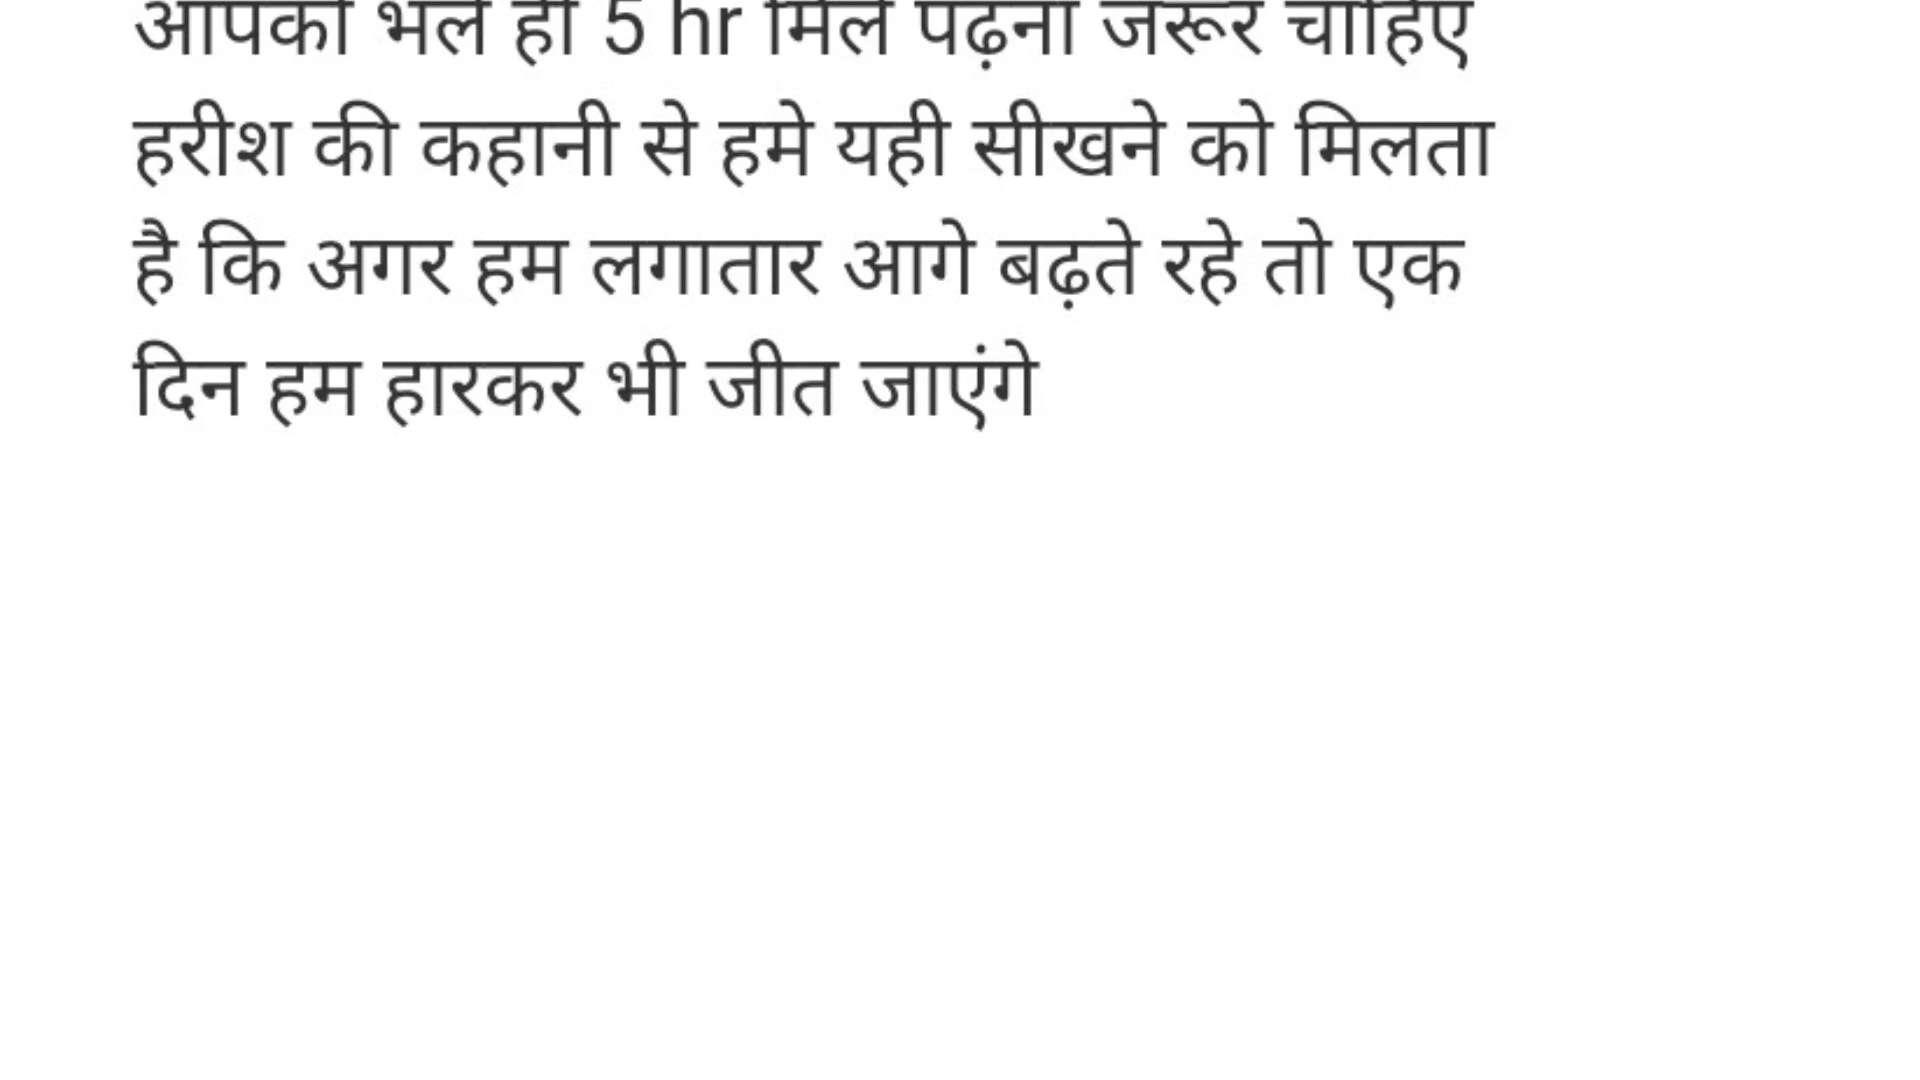 आपको भले ही 5 hr मिले पढ़ना जरूर चाहिए
हरीश की कहानी से हमे यही सीखने को मिलता
है कि अगर हम लगातार आगे बढ़ते रहे तो एक
दिन हम हारकर भी जीत जाएंगे